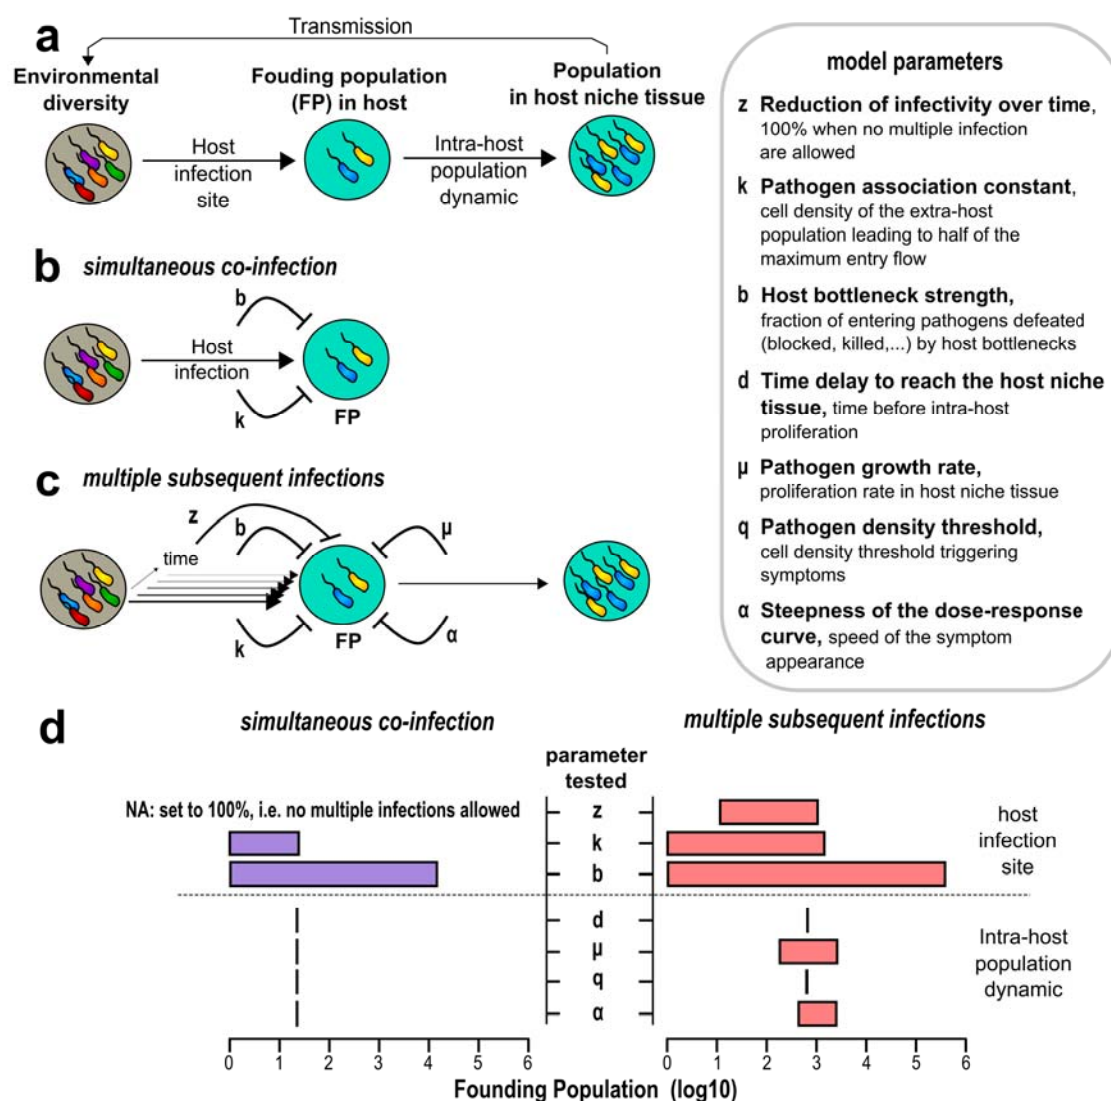 a
Transmission
Environmental
diversity
Fouding population
(FP) in host
Population
in host niche tissue
Host
infection
site
Intra-host
population
dynamic
b simultaneous co-infection
b
Host
infection
k
FP
c multiple subsequent infections
z
b
μ
time
k
FP
α
model parameters
z Reduction of infectivity over time,
100% when no multiple infection
are allowed
k Pathogen association constant,
cell density of the extra-host
population leading to half of the
maximum entry flow
b Host bottleneck strength,
fraction of entering pathogens defeated
(blocked, killed,...) by host bottlenecks
d Time delay to reach the host niche
tissue, time before intra-host
proliferation
μ Pathogen growth rate,
proliferation rate in host niche tissue
q Pathogen density threshold,
cell density threshold triggering
symptoms
α Steepness of the dose-response
curve, speed of the symptom
appearance
d
simultaneous co-infection
multiple subsequent infections
parameter
tested
NA: set to 100%, i.e. no multiple infections allowed
z
k
b
d
μ
q
α
host
infection
site
Intra-host
population
dynamic
0 1 2 3 4 5 6
0 1 2 3 4 5 6
Founding Population (log10)